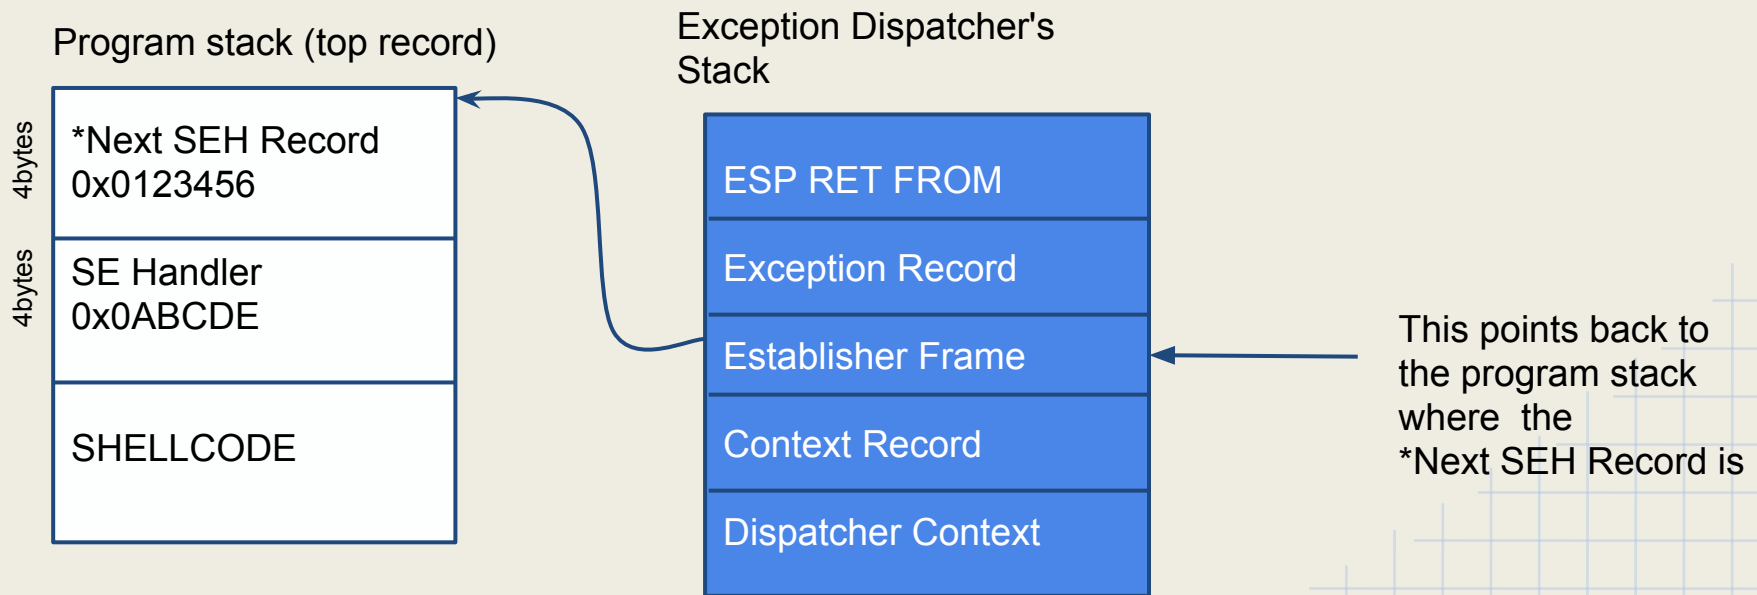 Program stack (top record)
4bytes
*Next SEH Record
0x0123456
4bytes
SE Handler
0x0ABCDE
SHELLCODE
Exception Dispatcher's
Stack
ESP RET FROM
Exception Record
Establisher Frame
Context Record
Dispatcher Context
This points back to
the program stack
where the
*Next SEH Record is